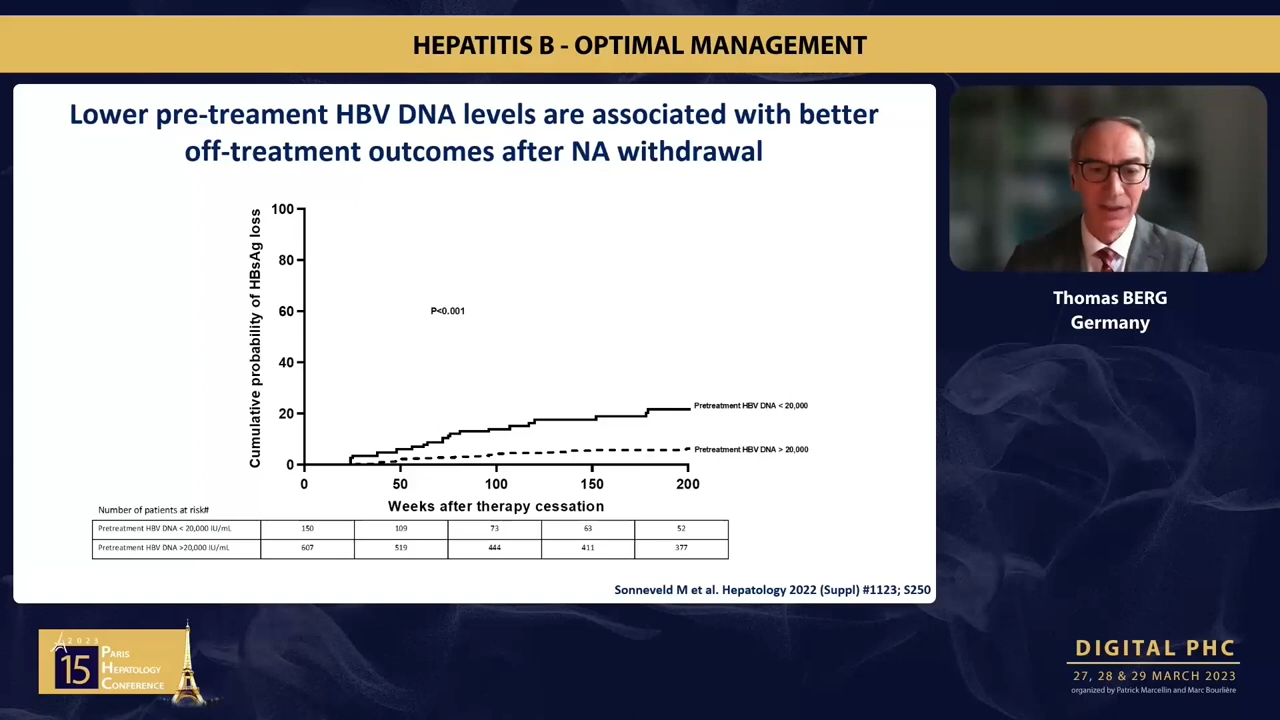 HEPATITIS B - OPTIMAL MANAGEMENT
Lower pre-treament HBV DNA levels are associated with better
off-treatment outcomes after NA withdrawal
Cumulative probability of HBsAg loss
100
80
60
40
20
0
P<0.001
Pretreatment HBV DNA < 20,000
Pretreatment HBV DNA > 20,000
0 50 100 150 200
Weeks after therapy cessation
Number of patients at risk#
Pretreatment HBV DNA < 20,000 IU/mL 150 109 73 63 52
Pretreatment HBV DNA >20,000 IU/mL 607 519 444 411 377
Sonneveld M et al. Hepatology 2022 (Suppl) #1123; S250
Thomas BERG
Germany
2023
15
PARIS
HEPATOLOGY
CONFERENCE
DIGITAL PHC
27, 28 & 29 MARCH 2023
organized by Patrick Marcellin and Marc Bourlière